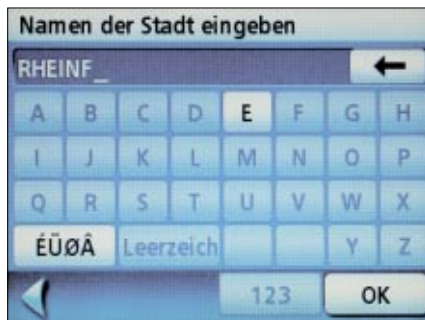 Namen der Stadt eingeben
RHEINF_
A B C D E F G H
I J K L M N O P
Q R S T U V W X
ÉÜØÂ Leerzeich Y Z
123 OK